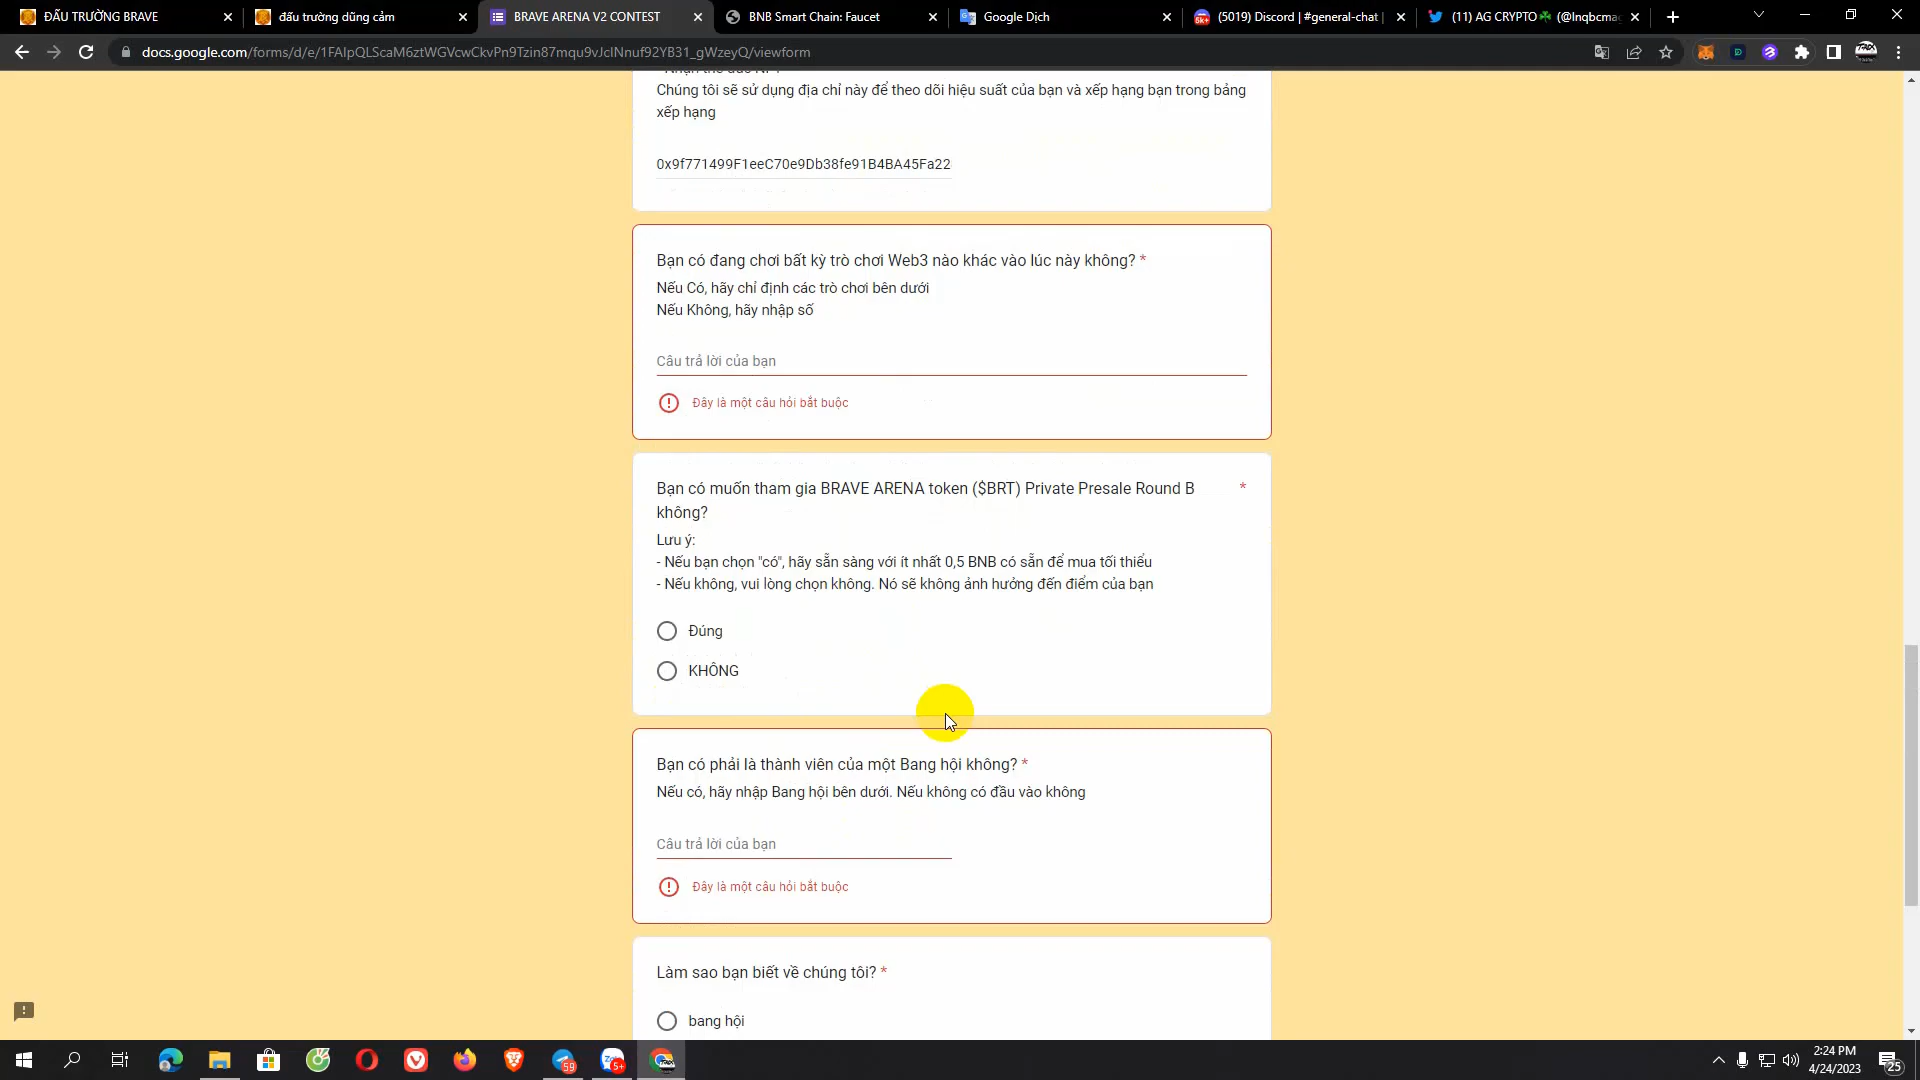 ĐẤU TRƯỜNG BRAVE
đấu trường dũng cảm
BRAVE ARENA V2 CONTEST
BNB Smart Chain: Faucet
Google Dịch
(5019) Discord | #general-chat |
(11) AG CRYPTO☘️ (@lnqbcma
docs.google.com/forms/d/e/1FAIpQLScaM6ztWGVcwCkvPn9Tzin87mqu9vJclNnuf92YB31_gWzeyQ/viewform
Chúng tôi sẽ sử dụng địa chỉ này để theo dõi hiệu suất của bạn và xếp hạng bạn trong bảng
xếp hạng
0x9f771499F1eeC70e9Db38fe91B4BA45Fa22
Bạn có đang chơi bất kỳ trò chơi Web3 nào khác vào lúc này không? *
Nếu Có, hãy chỉ định các trò chơi bên dưới
Nếu Không, hãy nhập số
Câu trả lời của bạn
Đây là một câu hỏi bắt buộc
Bạn có muốn tham gia BRAVE ARENA token ($BRT) Private Presale Round B *
không?
Lưu ý:
- Nếu bạn chọn "có", hãy sẵn sàng với ít nhất 0,5 BNB có sẵn để mua tối thiểu
- Nếu không, vui lòng chọn không. Nó sẽ không ảnh hưởng đến điểm của bạn
Đúng
KHÔNG
Bạn có phải là thành viên của một Bang hội không? *
Nếu có, hãy nhập Bang hội bên dưới. Nếu không có đầu vào không
Câu trả lời của bạn
Đây là một câu hỏi bắt buộc
Làm sao bạn biết về chúng tôi? *
bang hội
59
5+
2:24 PM
4/24/2023
25